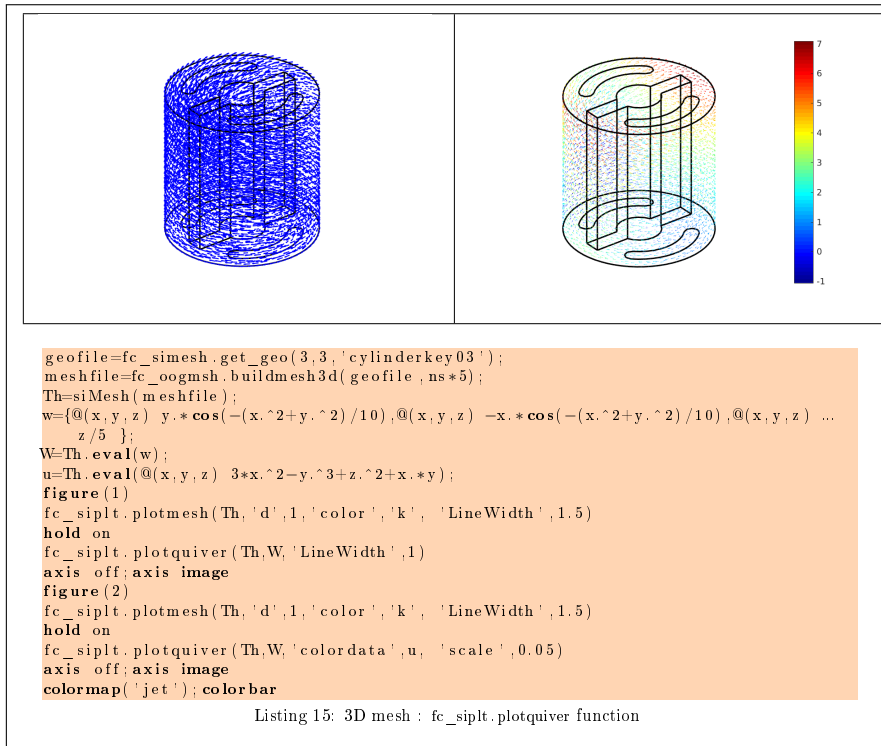 7
6
5
4
3
2
1
0
-1
geofile=fc_simesh.get_geo(3,3,'cylinderkey03');
meshfile=fc_oogmsh.buildmesh3d(geofile,ns*5);
Th=siMesh(meshfile);
w={@(x,y,z) y.*cos(-(x.^2+y.^2)/10),@(x,y,z) -x.*cos(-(x.^2+y.^2)/10),@(x,y,z) ...
z/5 };
W=Th.eval(w);
u=Th.eval(@(x,y,z) 3*x.^2-y.^3+z.^2+x.*y);
figure(1)
fc_siplt.plotmesh(Th,'d',1,'color','k', 'LineWidth',1.5)
hold on
fc_siplt.plotquiver(Th,W,'LineWidth',1)
axis off;axis image
figure(2)
fc_siplt.plotmesh(Th,'d',1,'color','k', 'LineWidth',1.5)
hold on
fc_siplt.plotquiver(Th,W,'colordata',u, 'scale',0.05)
axis off;axis image
colormap('jet');colorbar
Listing 15: 3D mesh : fc_siplt.plotquiver function